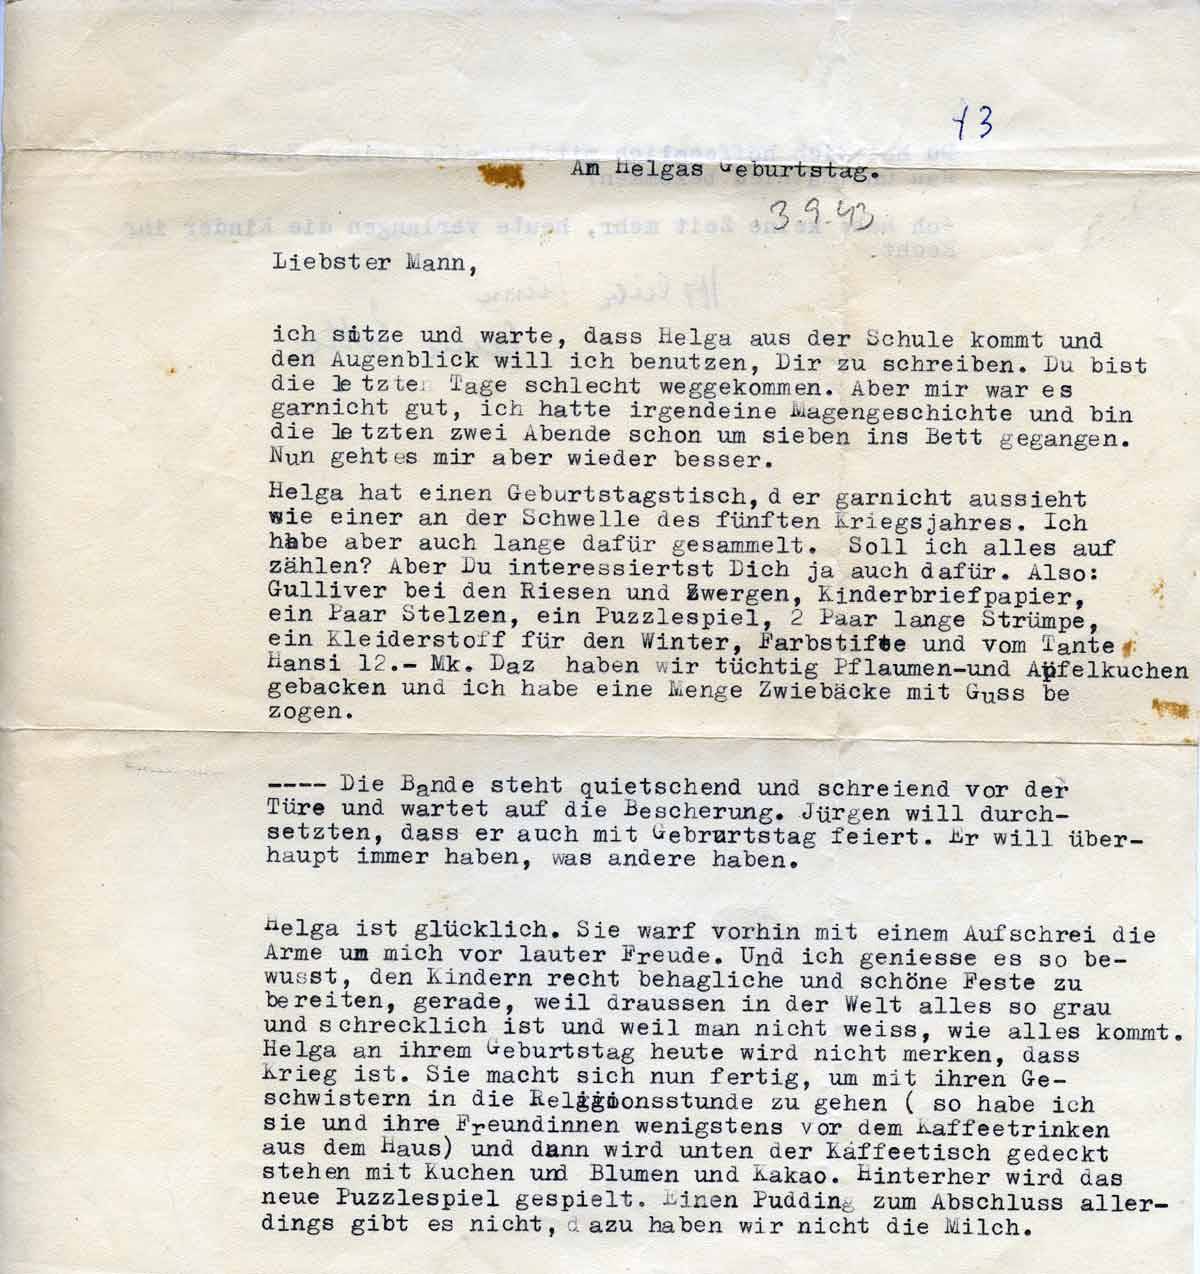 43
Am Helgas Geburtstag.
3.9.43
Liebster Mann,
ich sitze und warte, dass Helga aus der Schule kommt und
den Augenblick will ich benutzen, Dir zu schreiben. Du bist
die le tzten Tage schlecht weggekommen. Aber mir war es
garnicht gut, ich hatte irgendeine Magengeschichte und bin
die le tzten zwei Abende schon um sieben ins Bett gegangen.
Nun gehtes mir aber wieder besser.
Helga hat einen Geburtstagstisch, d er garnicht aussieht
wie einer an der Schwelle des fünften Kriegsjahres. Ich
habe aber auch lange dafür gesammelt. Soll ich alles auf
zählen? Aber Du interessiertst Dich ja auch dafür. Also:
Gulliver bei den Riesen und Zwergen, Kinderbriefpapier,
ein Paar Stelzen, ein Puzzlespiel, 2 Paar lange Strümpe,
ein Kleiderstoff für den Winter, Farbstifte und vom Tante
Hansi 12.- Mk. Daz haben wir tüchtig Pflaumen-und Apfelkuchen
gebacken und ich habe eine Menge Zwiebäcke mit Guss be
zogen.
---- Die Bande steht quietschend und schreiend vor der
Türe und wartet auf die Bescherung. Jürgen will durch-
setzten, dass er auch mit Gebrurtstag feiert. Er will über-
haupt immer haben, was andere haben.
Helga ist glücklich. Sie warf vorhin mit einem Aufschrei die
Arme um mich vor lauter Freude. Und ich geniesse es so be-
wusst, den Kindern recht behagliche und schöne Feste zu
bereiten, gerade, weil draussen in der Welt alles so grau
und schrecklich ist und weil man nicht weiss, wie alles kommt.
Helga an ihrem Geburtstag heute wird nicht merken, dass
Krieg ist. Sie macht sich nun fertig, um mit ihren Ge-
schwistern in die Religionsstunde zu gehen ( so habe ich
sie und ihre Freundinnen wenigstens vor dem Kaffeetrinken
aus dem Haus) und dann wird unten der Kaffeetisch gedeckt
stehen mit Kuchen und Blumen und Kakao. Hinterher wird das
neue Puzzlespiel gespielt. Einen Pudding zum Abschluss aller-
dings gibt es nicht, dazu haben wir nicht die Milch.